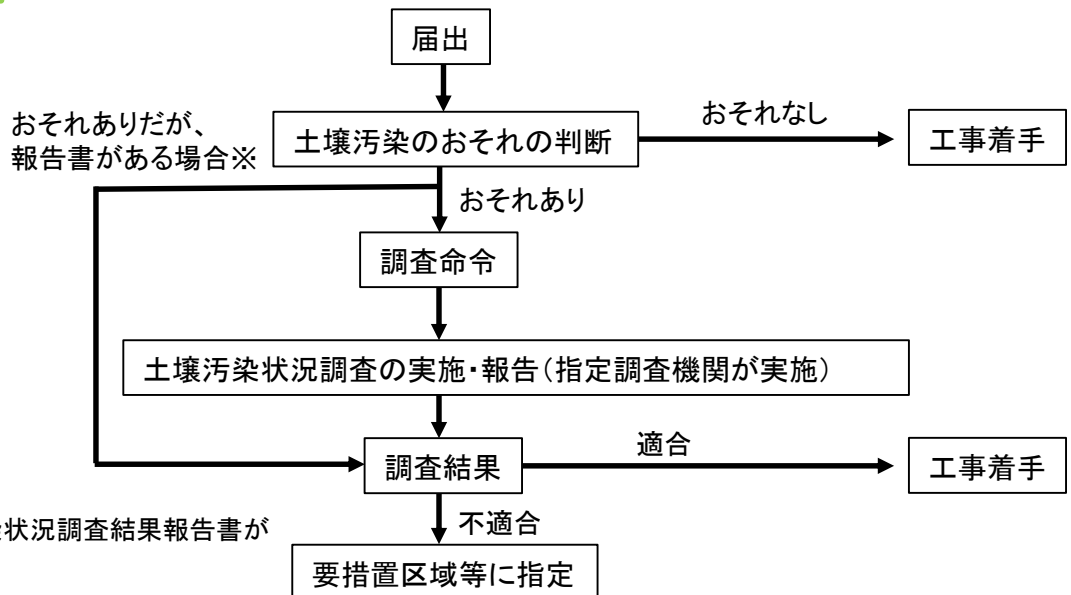 届出
おそれありだが、
報告書がある場合※
土壌汚染のおそれの判断
おそれなし
工事着手
おそれあり
調査命令
土壌汚染状況調査の実施・報告(指定調査機関が実施)
調査結果
適合
工事着手
状況調査結果報告書が
不適合
要措置区域等に指定